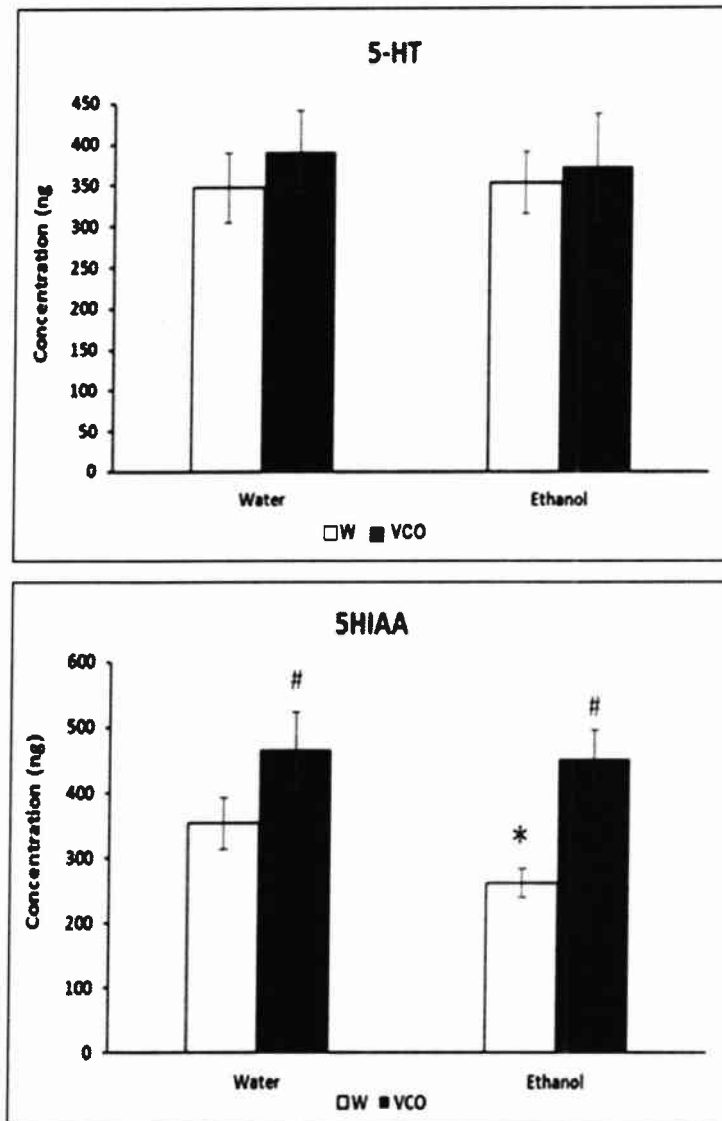 5-HT
Concentration (ng
450
400
350
300
250
200
150
100
50
0
Water
Ethanol
W
VCO
5HIAA
Concentration (ng)
600
500
400
300
200
100
0
#
#
*
Water
Ethanol
W
VCO